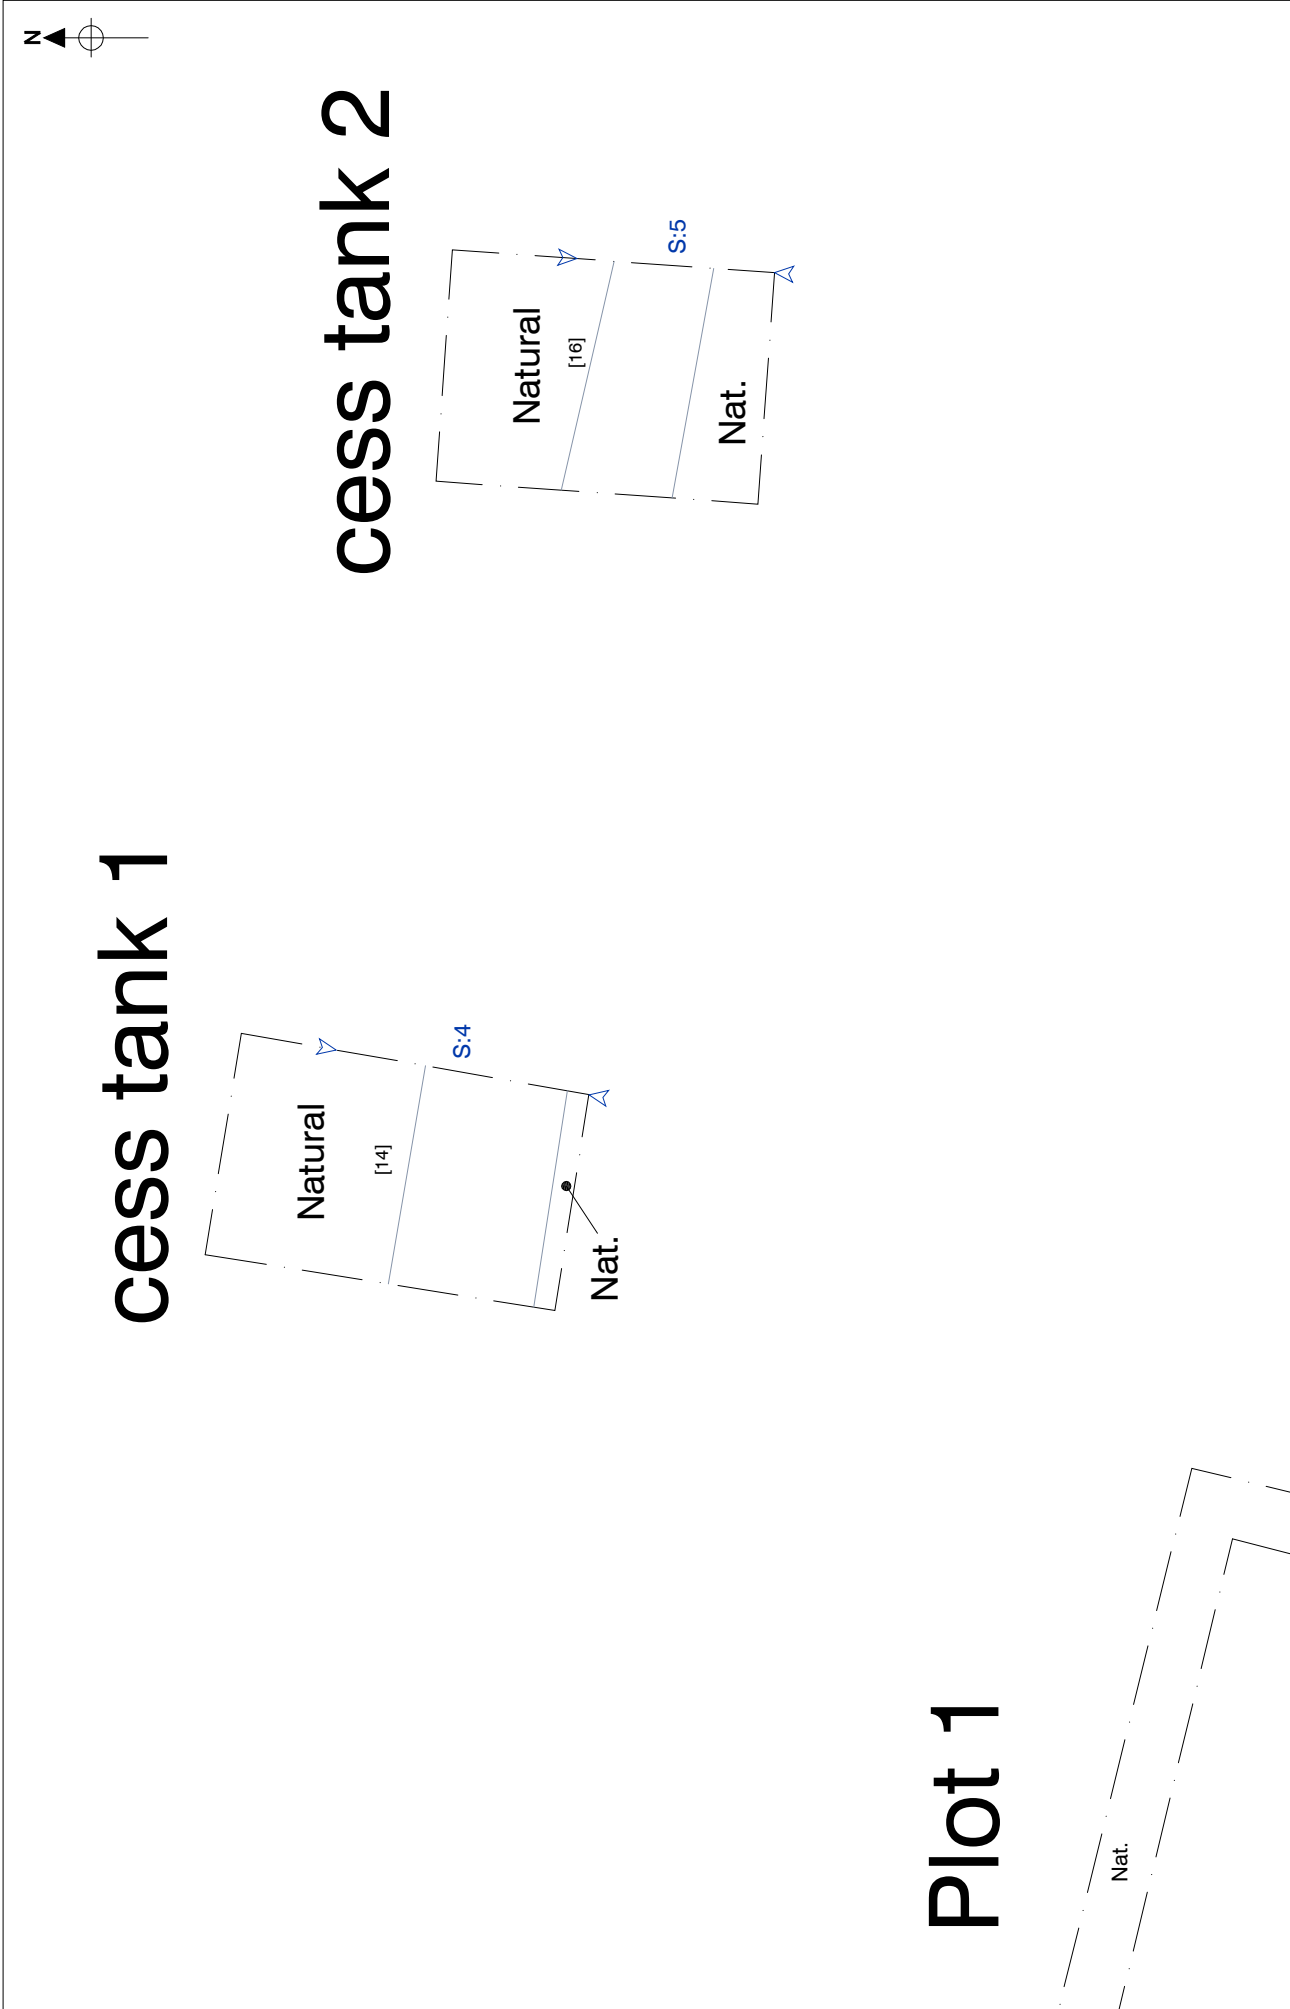 N
cess tank 2
Natural
[16]
S:5
Nat.
cess tank 1
Natural
[14]
S:4
Nat.
Plot 1
Nat.